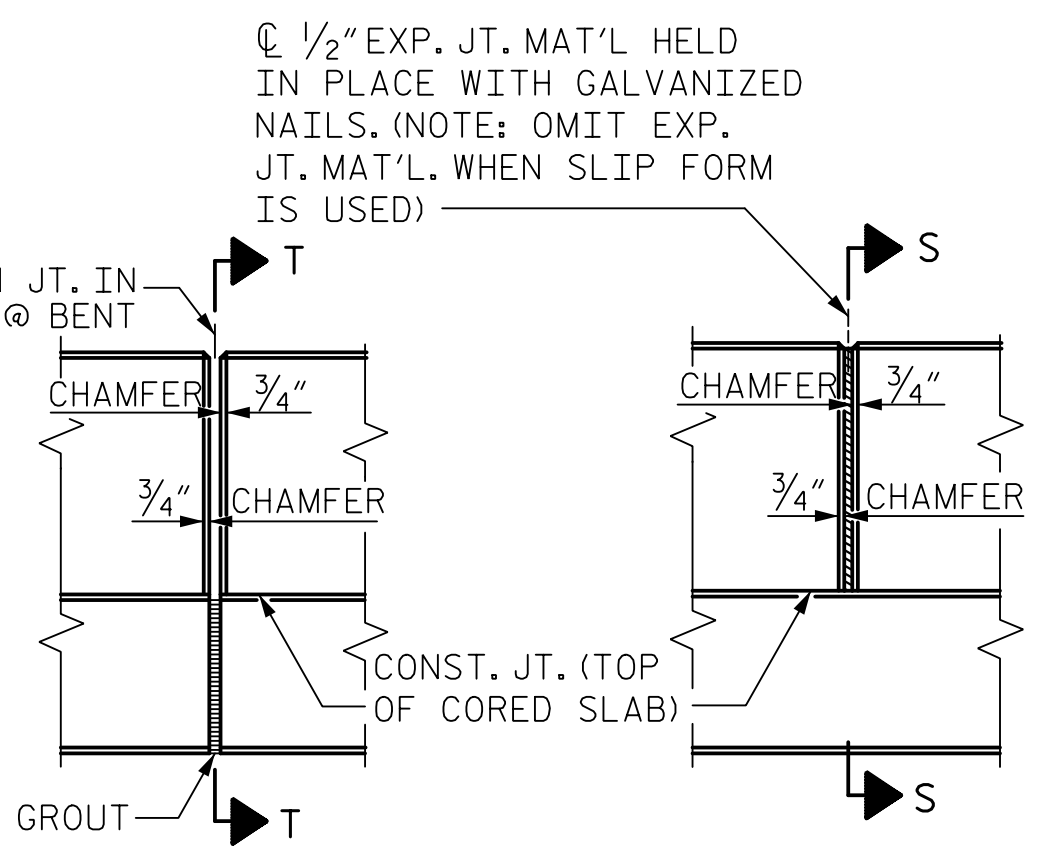 ℄ 1/2" EXP. JT. MAT'L HELD
IN PLACE WITH GALVANIZED
NAILS. (NOTE: OMIT EXP.
JT. MAT'L. WHEN SLIP FORM
IS USED)
T
S
JT. IN
@ BENT
CHAMFER
3/4"
CHAMFER
3/4"
3/4"
CHAMFER
3/4"
CHAMFER
CONST. JT. (TOP
OF CORED SLAB)
GROUT
T
S